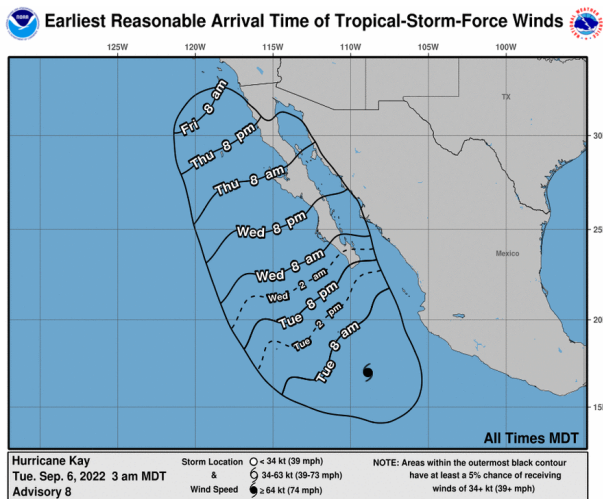 Earliest Reasonable Arrival Time of Tropical-Storm-Force Winds
NOAA
125W 120W 115W 110W 105W 100W
TX
30
Fri 8 am
Thu 8 pm
Thu 8 am
25
Wed 8 pm
Mexico
Wed 8 am
Wed 2 am
Tue 8 pm
20
Tue 2 pm
Tue 8 am
15
All Times MDT
Hurricane Kay
Tue. Sep. 6, 2022 3 am MDT
Advisory 8
Storm Location < 34 kt (39 mph)
& 34-63 kt (39-73 mph)
Wind Speed ≥ 64 kt (74 mph)
NOTE: Areas within the outermost black contour
have at least a 5% chance of receiving
winds of 34+ kt (39+ mph)